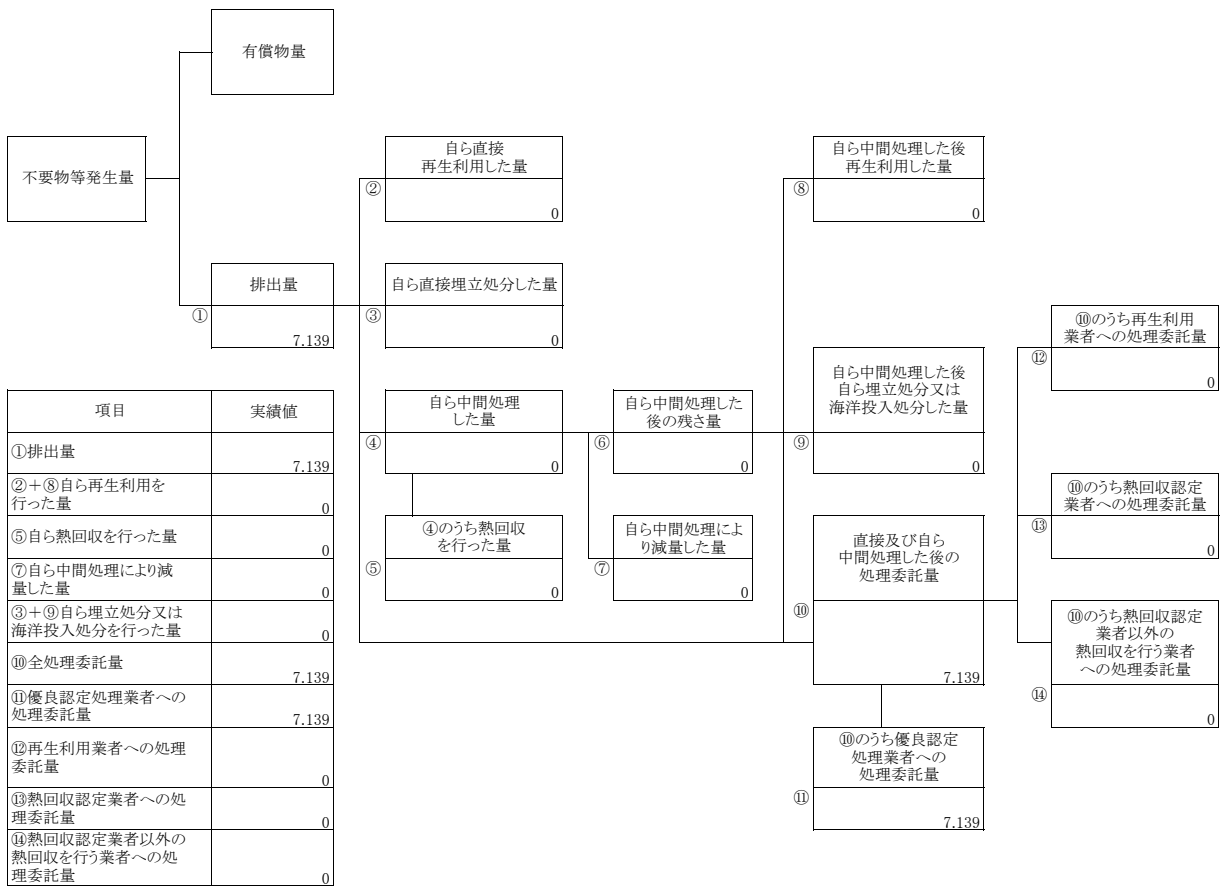 有償物量
不要物等発生量
自ら直接
再生利用した量
②
0
自ら中間処理した後
再生利用した量
⑧
0
排出量
①
7.139
自ら直接埋立処分した量
③
0
⑩のうち再生利用
業者への処理委託量
⑫
0
自ら中間処理
した量
④
0
自ら中間処理した
後の残さ量
⑥
0
自ら中間処理した後
自ら埋立処分又は
海洋投入処分した量
⑨
0
⑩のうち熱回収認定
業者への処理委託量
⑬
0
④のうち熱回収
を行った量
⑤
0
自ら中間処理によ
り減量した量
⑦
0
直接及び自ら
中間処理した後の
処理委託量
⑩
7.139
⑩のうち熱回収認定
業者以外の
熱回収を行う業者
への処理委託量
⑭
0
⑩のうち優良認定
処理業者への
処理委託量
⑪
7.139
項目 実績値
①排出量
7.139
②+⑧自ら再生利用を
行った量
0
⑤自ら熱回収を行った量
0
⑦自ら中間処理により減
量した量
0
③+⑨自ら埋立処分又は
海洋投入処分を行った量
0
⑩全処理委託量
7.139
⑪優良認定処理業者への
処理委託量
7.139
⑫再生利用業者への処理
委託量
0
⑬熱回収認定業者への処
理委託量
0
⑭熱回収認定業者以外の
熱回収を行う業者への処
理委託量
0